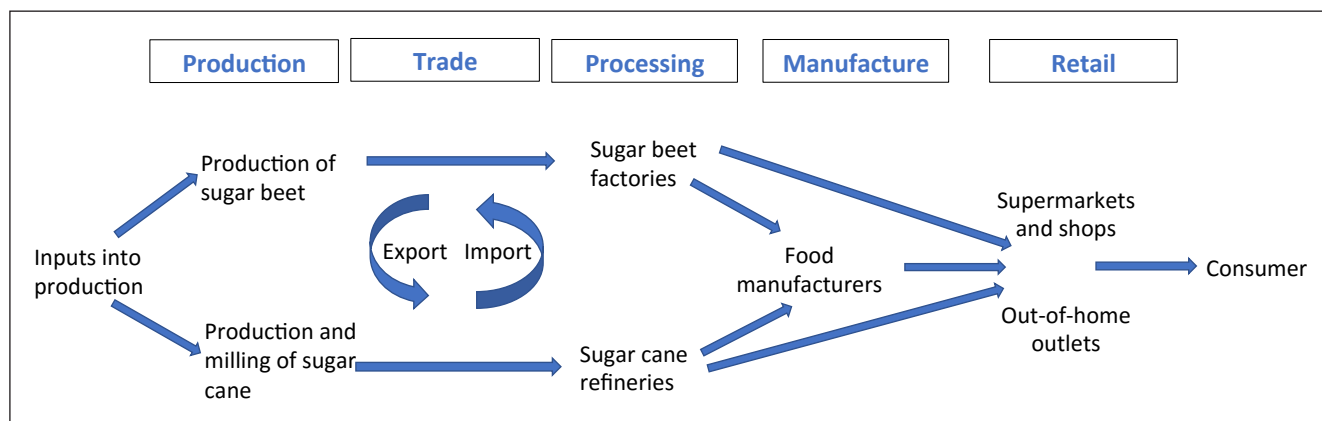 Production
Trade
Processing
Manufacture
Retail
Production of
sugar beet
Sugar beet
factories
Supermarkets
and shops
Export
Import
Inputs into
production
Food
manufacturers
Consumer
Out-of-home
outlets
Production and
milling of sugar
cane
Sugar cane
refineries